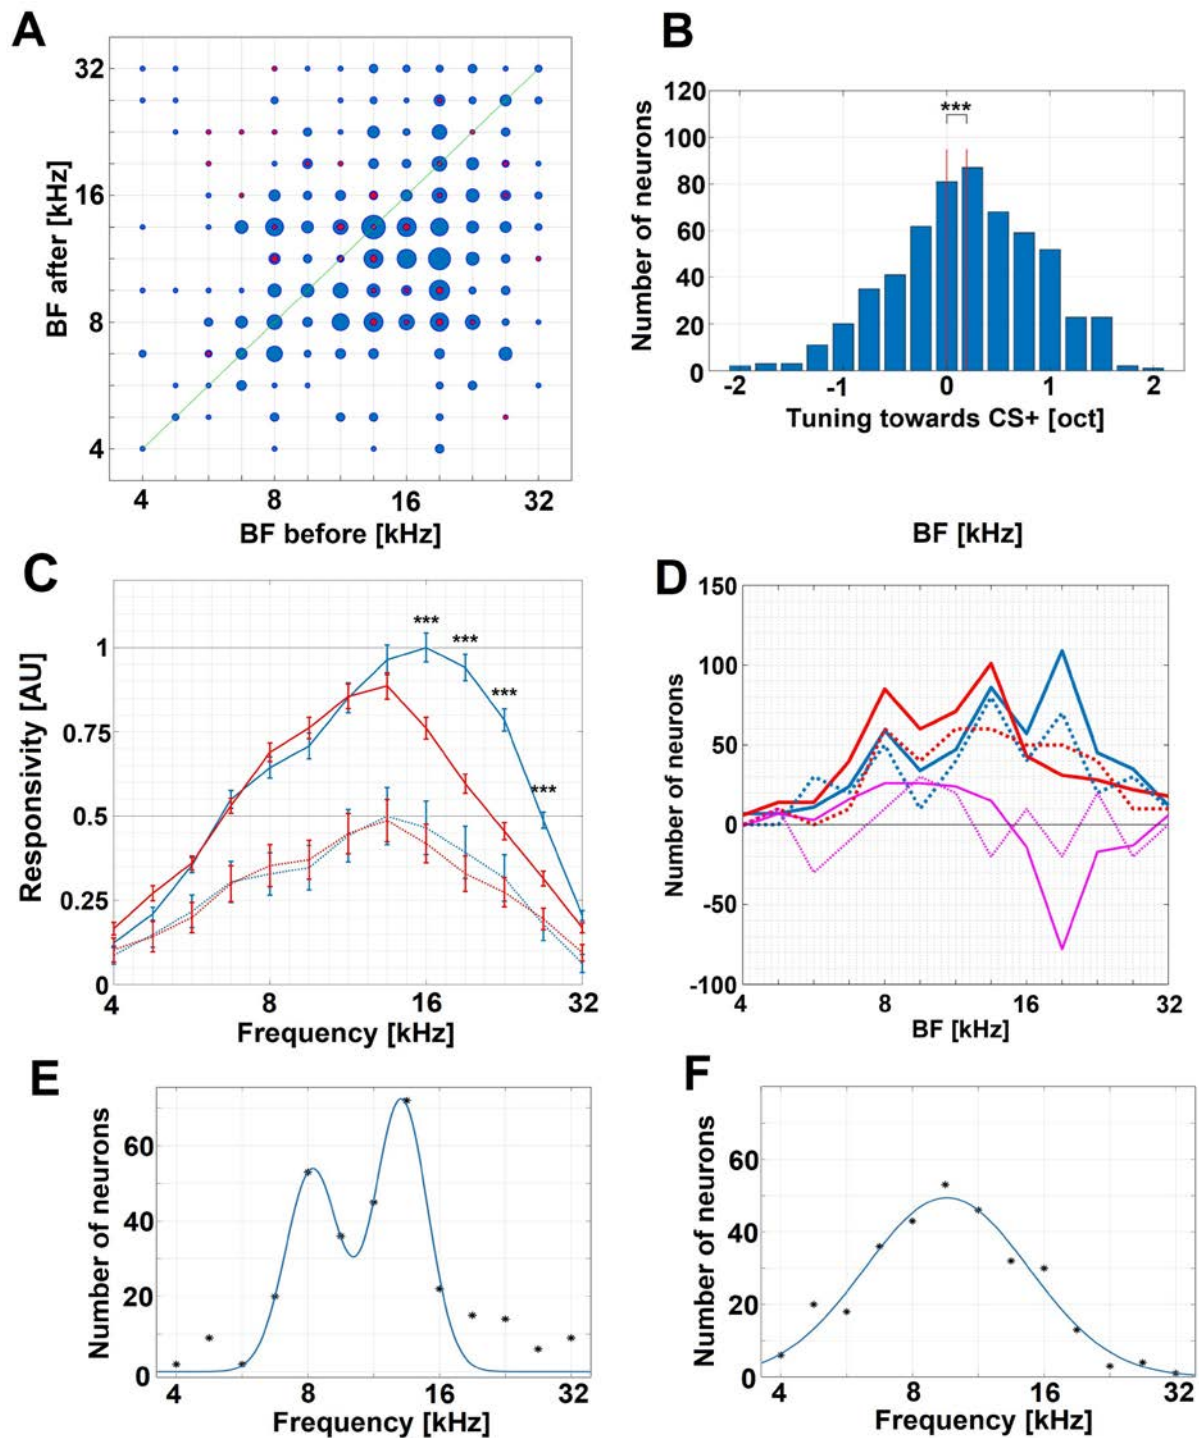 A
32
16
8
4
BF after [kHz]
4 8 16 32
BF before [kHz]
B
120
100
80
60
40
20
0
Number of neurons
***
-2 -1 0 1 2
Tuning towards CS+ [oct]
BF [kHz]
C
1
0.75
0.5
0.25
0
Responsivity [AU]
***
***
***
***
4 8 16 32
Frequency [kHz]
D
150
100
50
0
-50
-100
Number of neurons
4 8 16 32
BF [kHz]
E
60
40
20
0
Number of neurons
4 8 16 32
Frequency [kHz]
F
60
40
20
0
Number of neurons
4 8 16 32
Frequency [kHz]